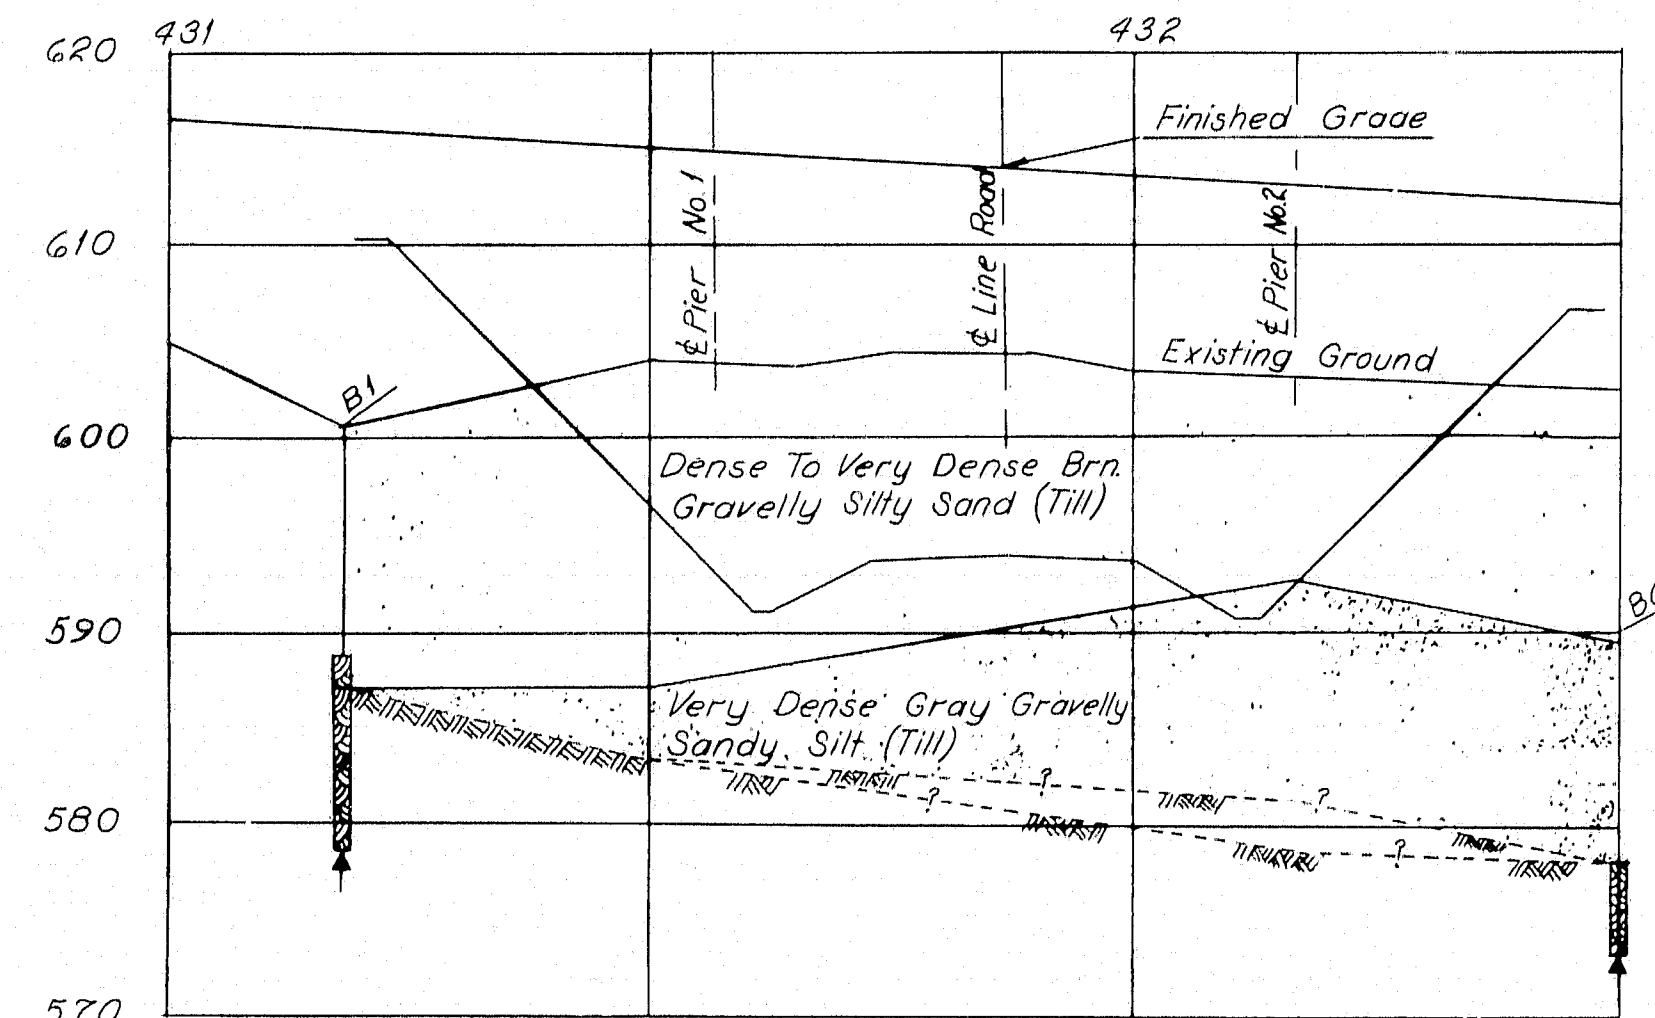 431
432
620
Finished Grade
610
℄ Pier No.1
℄ Line Road
℄ Pier No.2
Existing Ground
B1
600
Dense To Very Dense Brn.
Gravelly Silty Sand (Till)
590
Very Dense Gray Gravelly
Sandy Silt (Till)
?
?
?
580
?
570